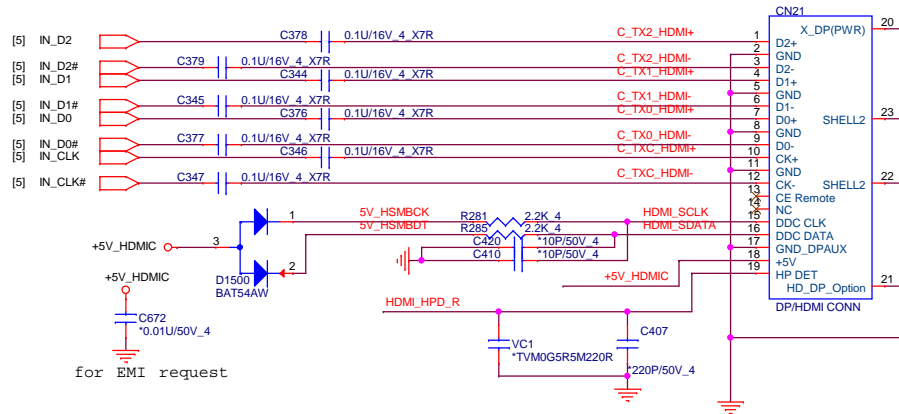 CN21
20
C378 0.1U/16V_4_X7R C_TX2_HDMI+ X_DP(PWR)
[5] IN_D2 1 D2+
C379 0.1U/16V_4_X7R C_TX2_HDMI- 2 GND
[5] IN_D2# 3 D2-
C344 0.1U/16V_4_X7R C_TX1_HDMI+
[5] IN_D1 4 D1+
5 GND
C345 0.1U/16V_4_X7R C_TX1_HDMI-
[5] IN_D1# 6 D1-
C376 0.1U/16V_4_X7R C_TX0_HDMI+
[5] IN_D0 7 D0+ SHELL2 23
8 GND
C377 0.1U/16V_4_X7R C_TX0_HDMI-
[5] IN_D0# 9 D0-
C346 0.1U/16V_4_X7R C_TXC_HDMI+
[5] IN_CLK 10 CK+
11 GND
C347 0.1U/16V_4_X7R C_TXC_HDMI-
[5] IN_CLK# 12 CK- SHELL2 22
13 CE Remote
14 NC
1 5V_HSMBCK R281 2.2K_4 HDMI_SCLK 15 DDC CLK
5V_HSMBDT R285 2.2K_4 HDMI_SDATA 16 DDC DATA
+5V_HDMIC 3 C420 *10P/50V_4 17 GND_DPAUX
C410 *10P/50V_4 18 +5V
2 19 HP DET
+5V_HDMIC D1500 +5V_HDMIC HD_DP_Option 21
BAT54AW
HDMI_HPD_R DP/HDMI CONN
C672 C407
*0.01U/50V_4 VC1
*TVM0G5R5M220R
*220P/50V_4
for EMI request